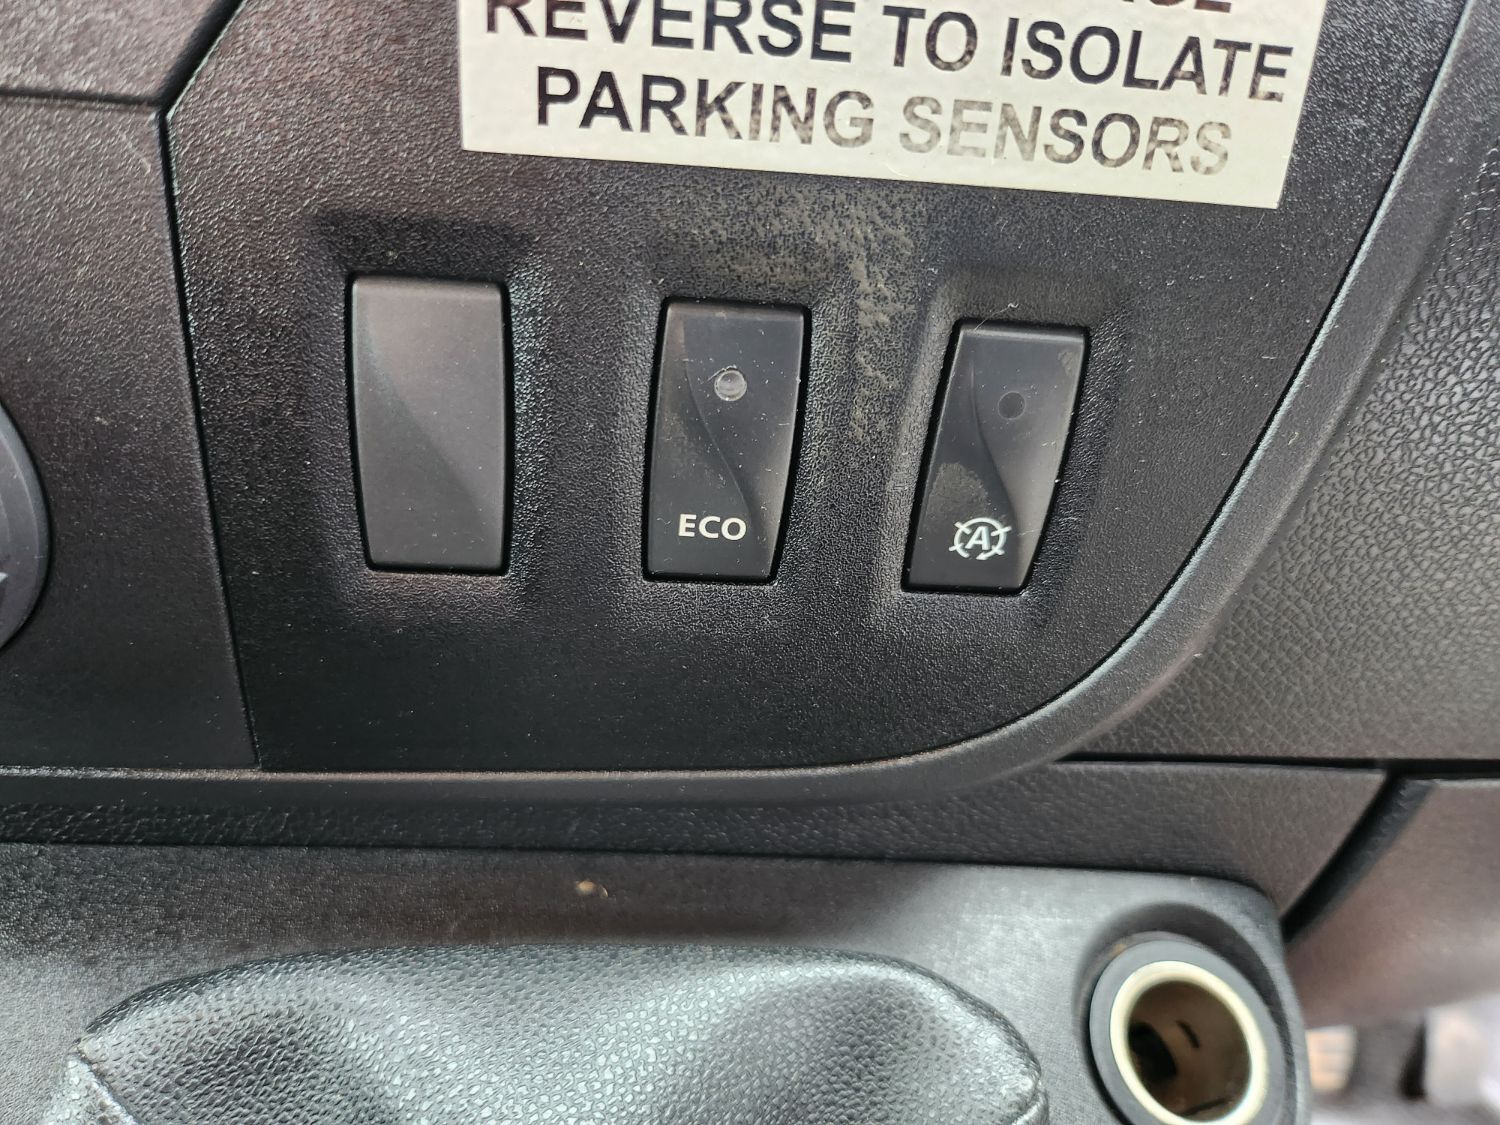 REVERSE TO ISOLATE
PARKING SENSORS
ECO
A